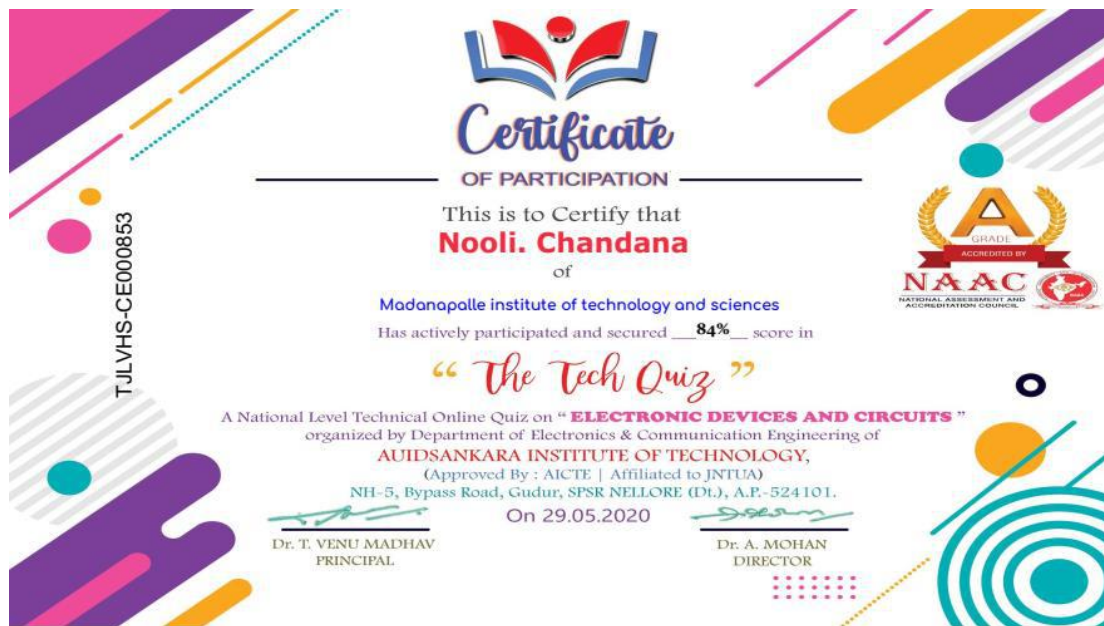 Certificate
OF PARTICIPATION
This is to Certify that
Nooli. Chandana
of
Madanapalle institute of technology and sciences
Has actively participated and secured __84%__ score in
“ The Tech Quiz ”
A National Level Technical Online Quiz on “ ELECTRONIC DEVICES AND CIRCUITS ”
organized by Department of Electronics & Communication Engineering of
AUIDSANKARA INSTITUTE OF TECHNOLOGY,
(Approved By : AICTE | Affiliated to JNTUA)
NH-5, Bypass Road, Gudur, SPSR NELLORE (Dt.), A.P.-524101.
On 29.05.2020
Dr. T. VENU MADHAV
PRINCIPAL
Dr. A. MOHAN
DIRECTOR
TJLVHS-CE000853
A
GRADE
ACCREDITED BY
NAAC
NATIONAL ASSESSMENT AND
ACCREDITATION COUNCIL